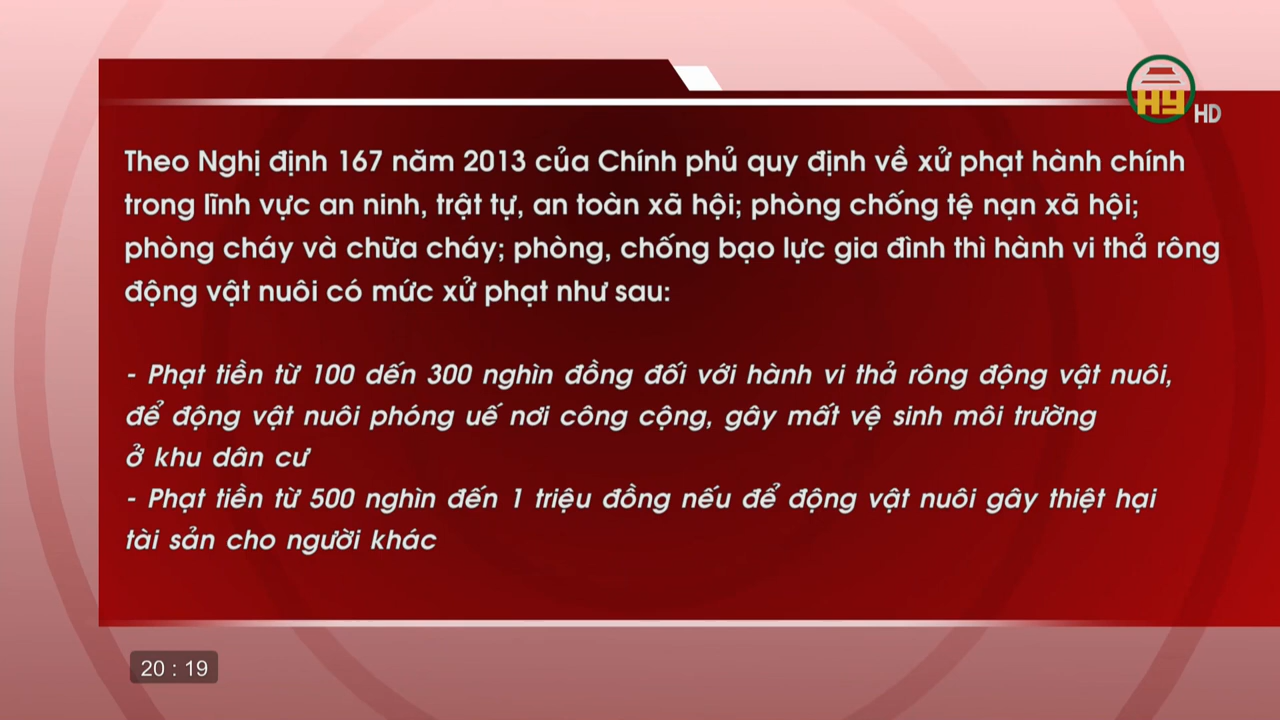 HY HD
Theo Nghị định 167 năm 2013 của Chính phủ quy định về xử phạt hành chính
trong lĩnh vực an ninh, trật tự, an toàn xã hội; phòng chống tệ nạn xã hội;
phòng cháy và chữa cháy; phòng, chống bạo lực gia đình thì hành vi thả rông
động vật nuôi có mức xử phạt như sau:
- Phạt tiền từ 100 dến 300 nghìn đồng đối với hành vi thả rông động vật nuôi,
để động vật nuôi phóng uế nơi công cộng, gây mất vệ sinh môi trường
ở khu dân cư
- Phạt tiền từ 500 nghìn đến 1 triệu đồng nếu để động vật nuôi gây thiệt hại
tài sản cho người khác
20 : 19